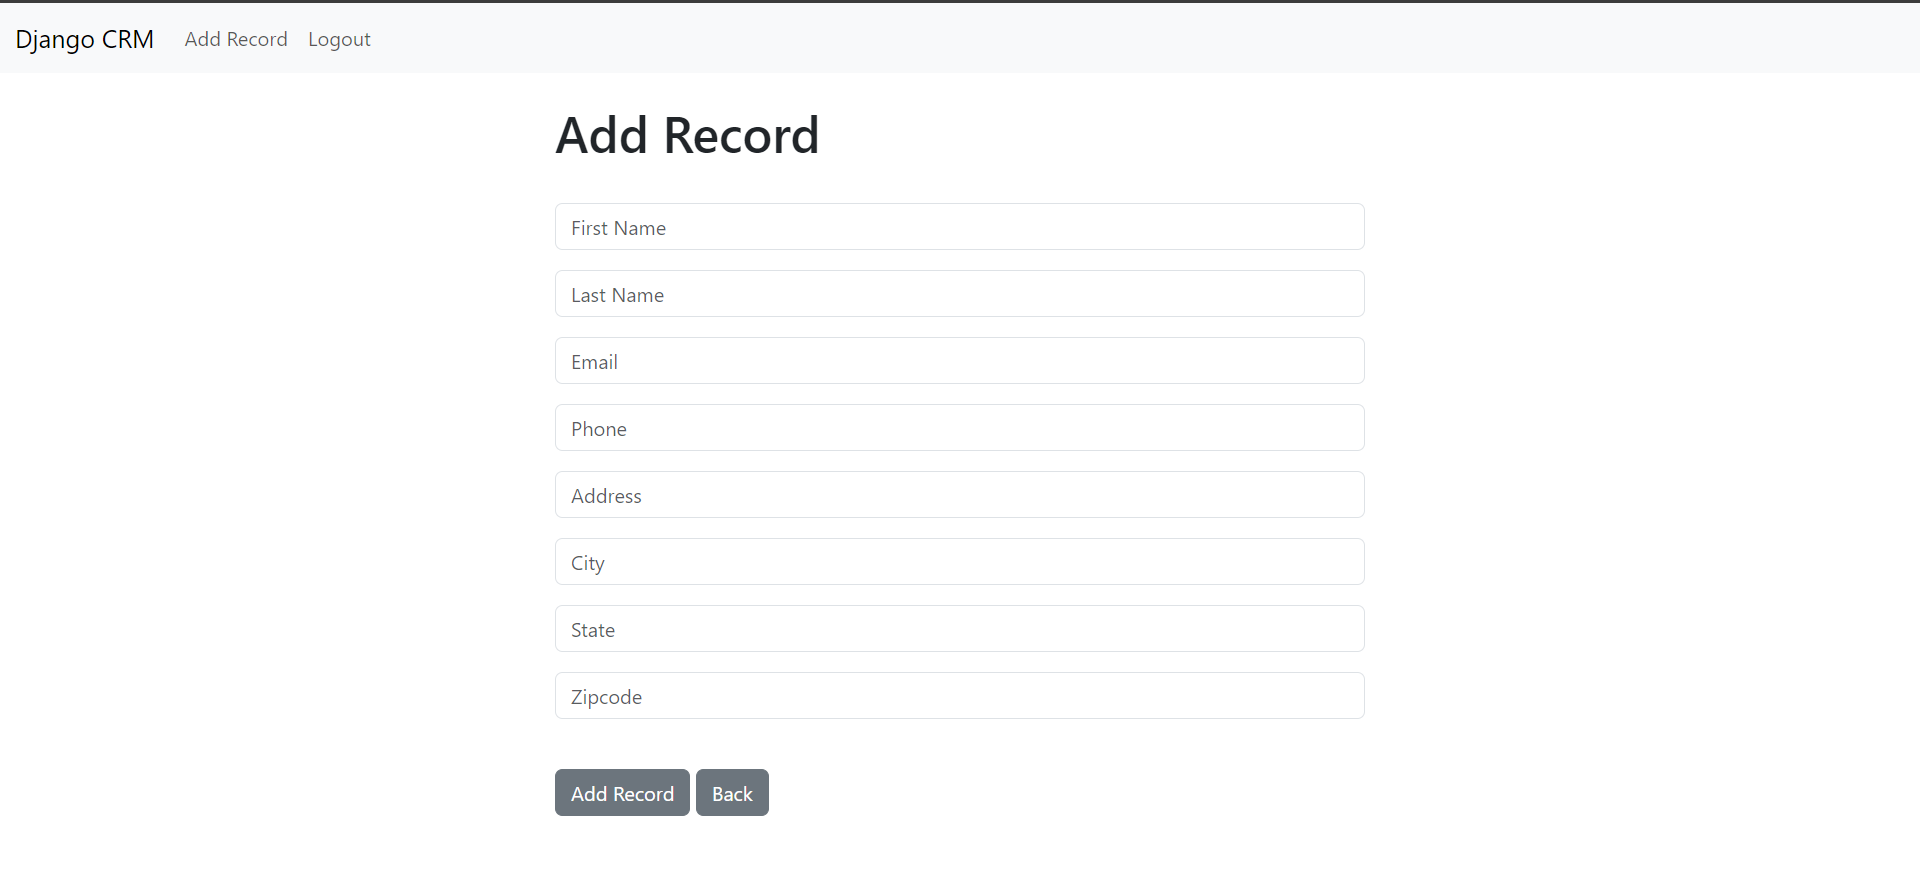 Django CRM Add Record Logout
Add Record
First Name
Last Name
Email
Phone
Address
City
State
Zipcode
Add Record Back